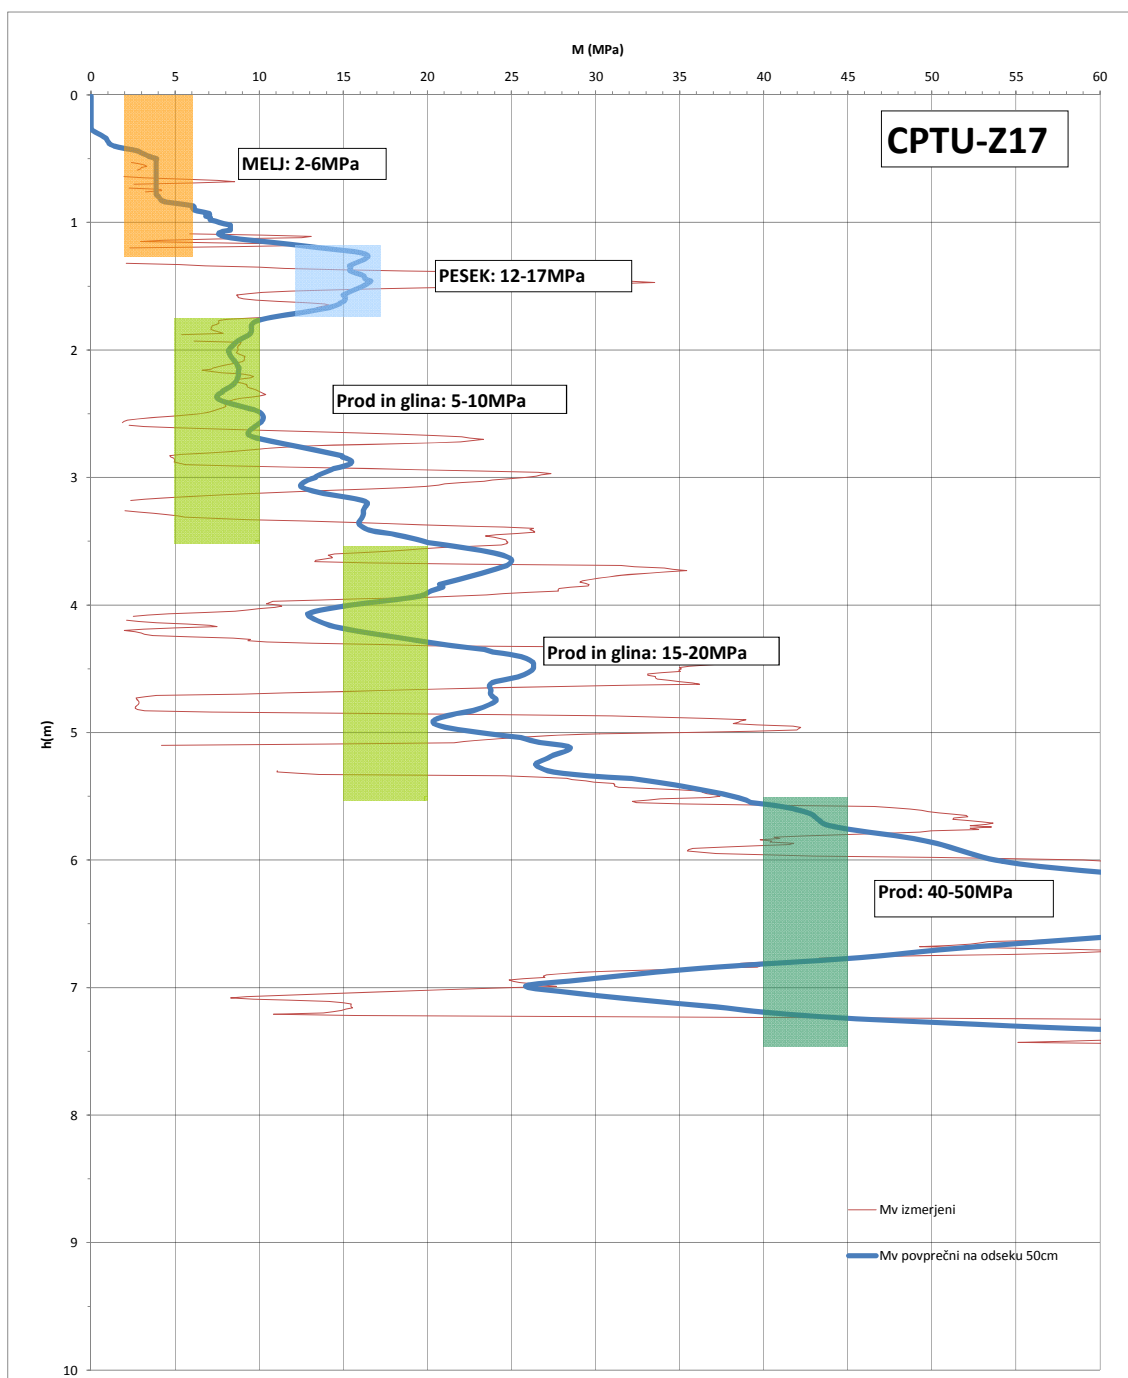 M (MPa)
0 5 10 15 20 25 30 35 40 45 50 55 60
0
CPTU-Z17
MELJ: 2-6MPa
1
PESEK: 12-17MPa
2
Prod in glina: 5-10MPa
3
4
Prod in glina: 15-20MPa
h(m)
5
6
Prod: 40-50MPa
7
8
Mv izmerjeni
9
Mv povprečni na odseku 50cm
10